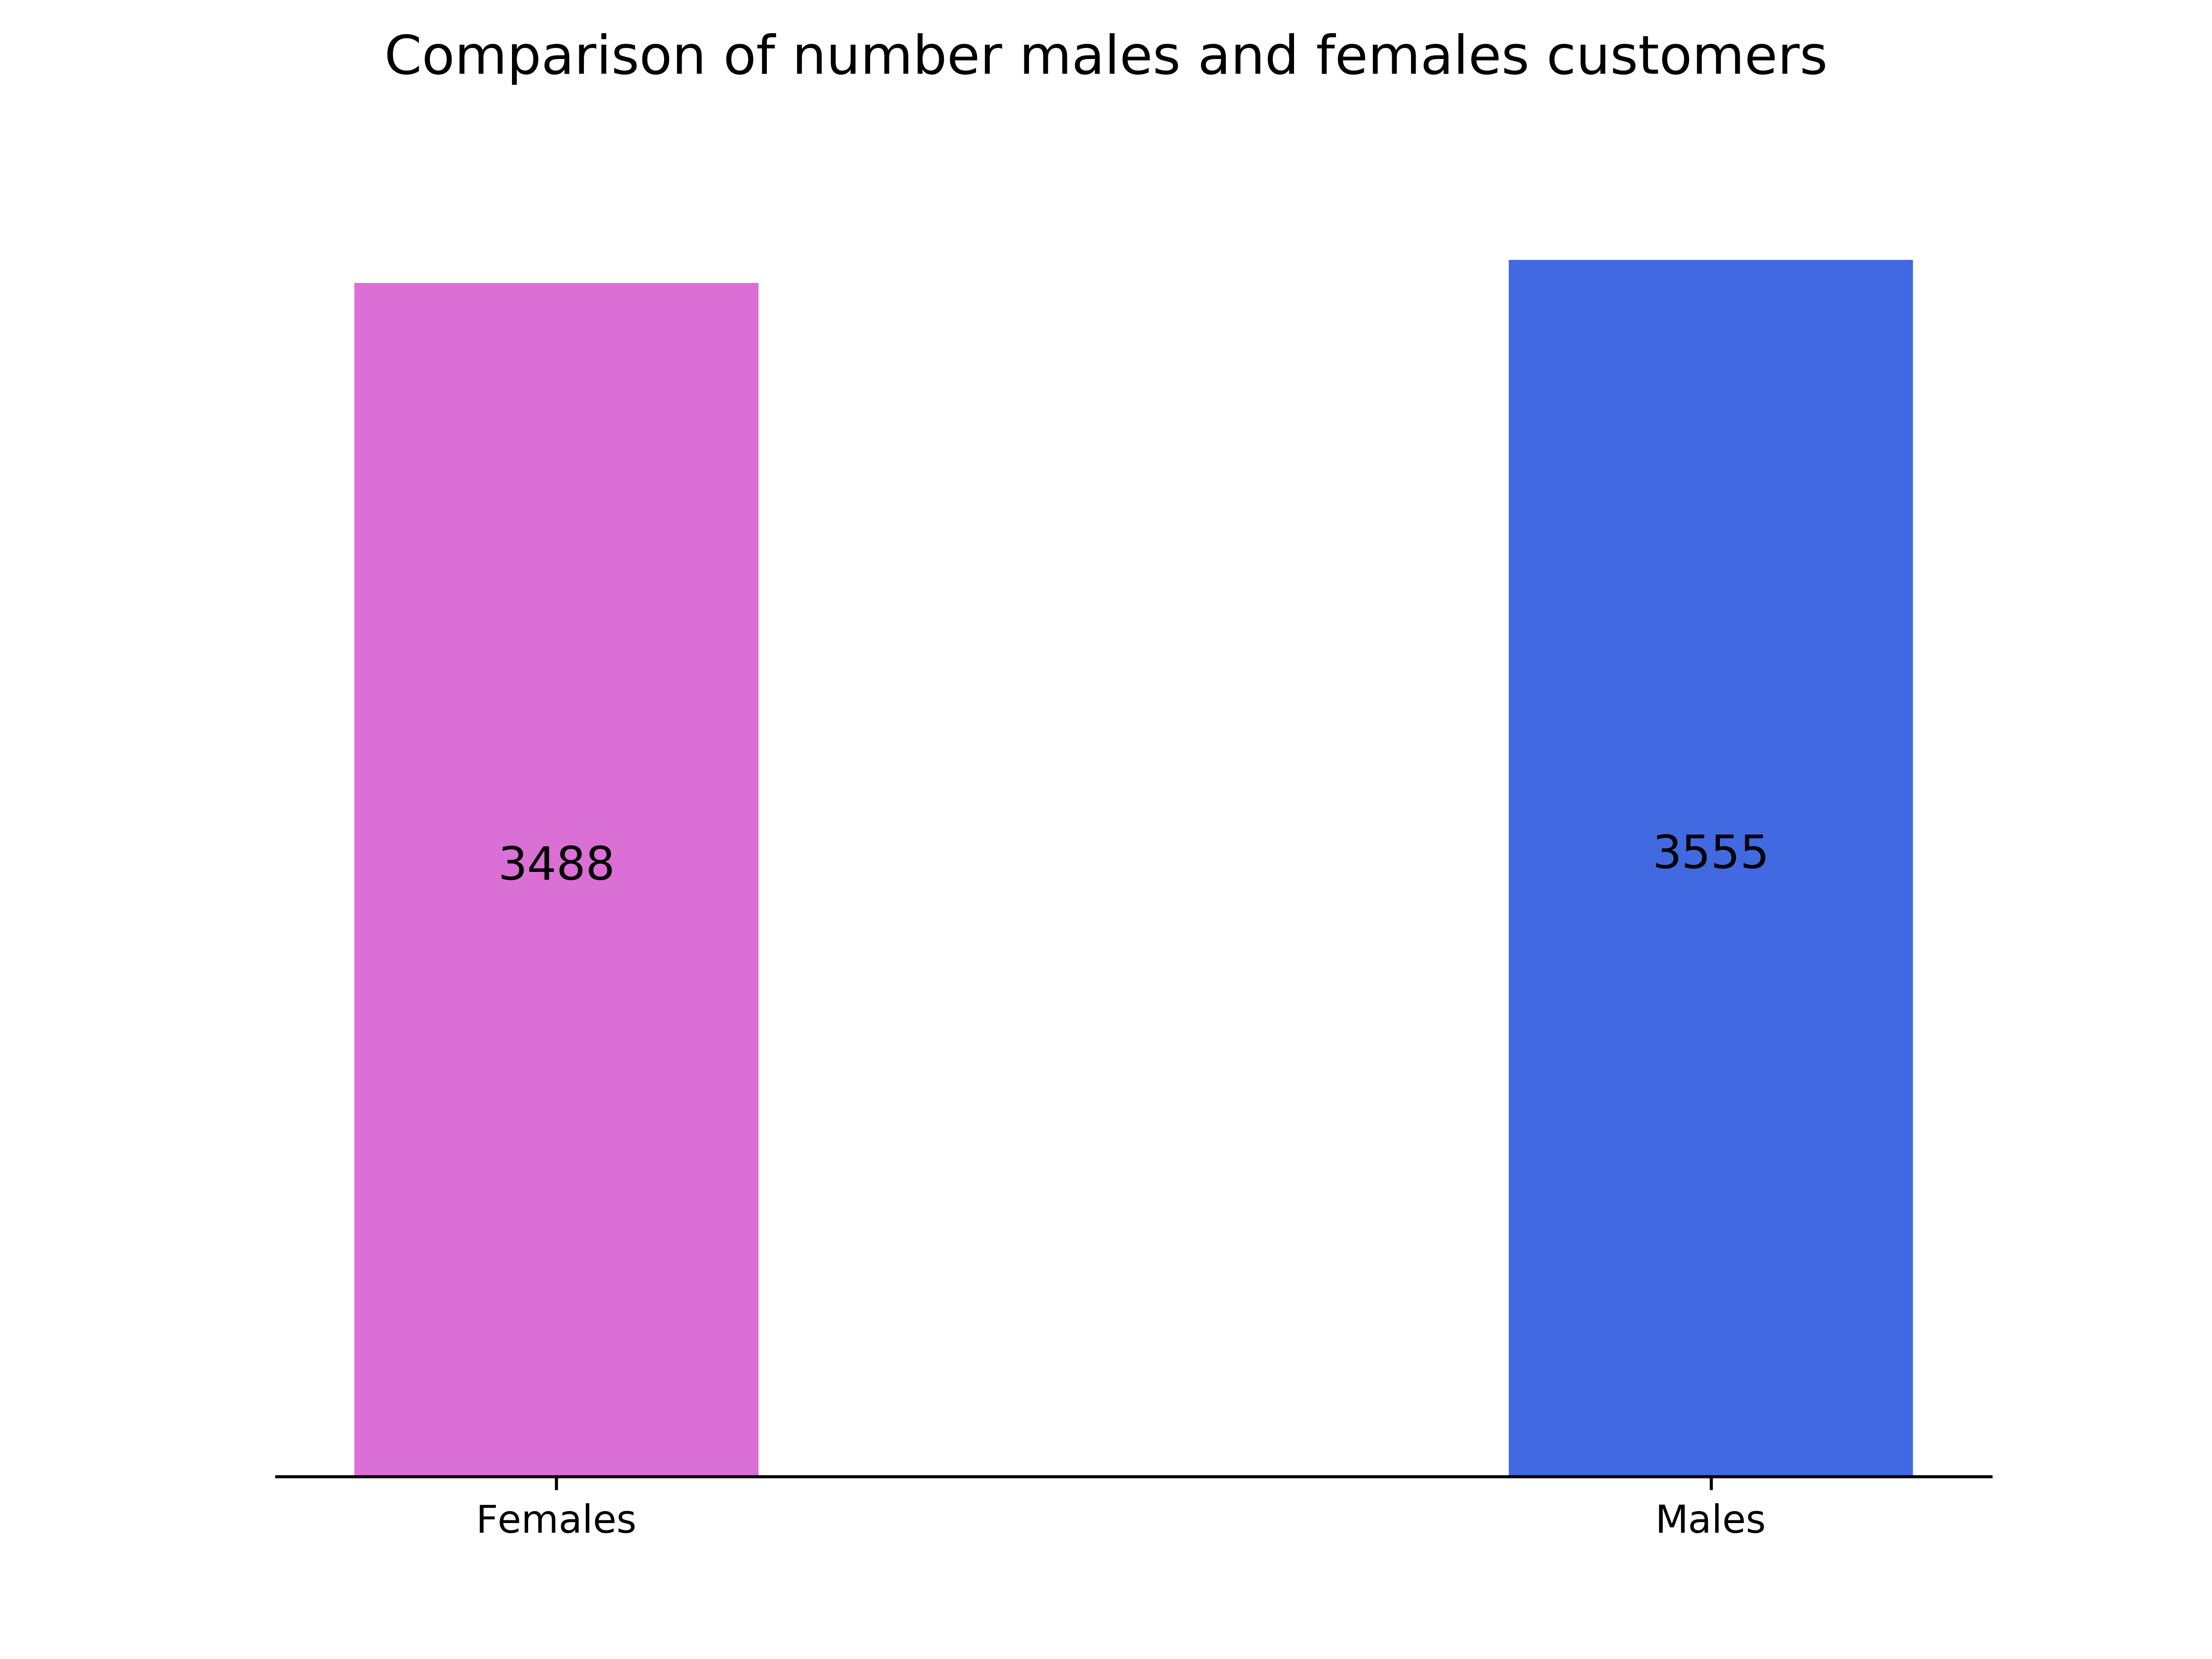 Comparison of number males and females customers
3488
3555
Females
Males